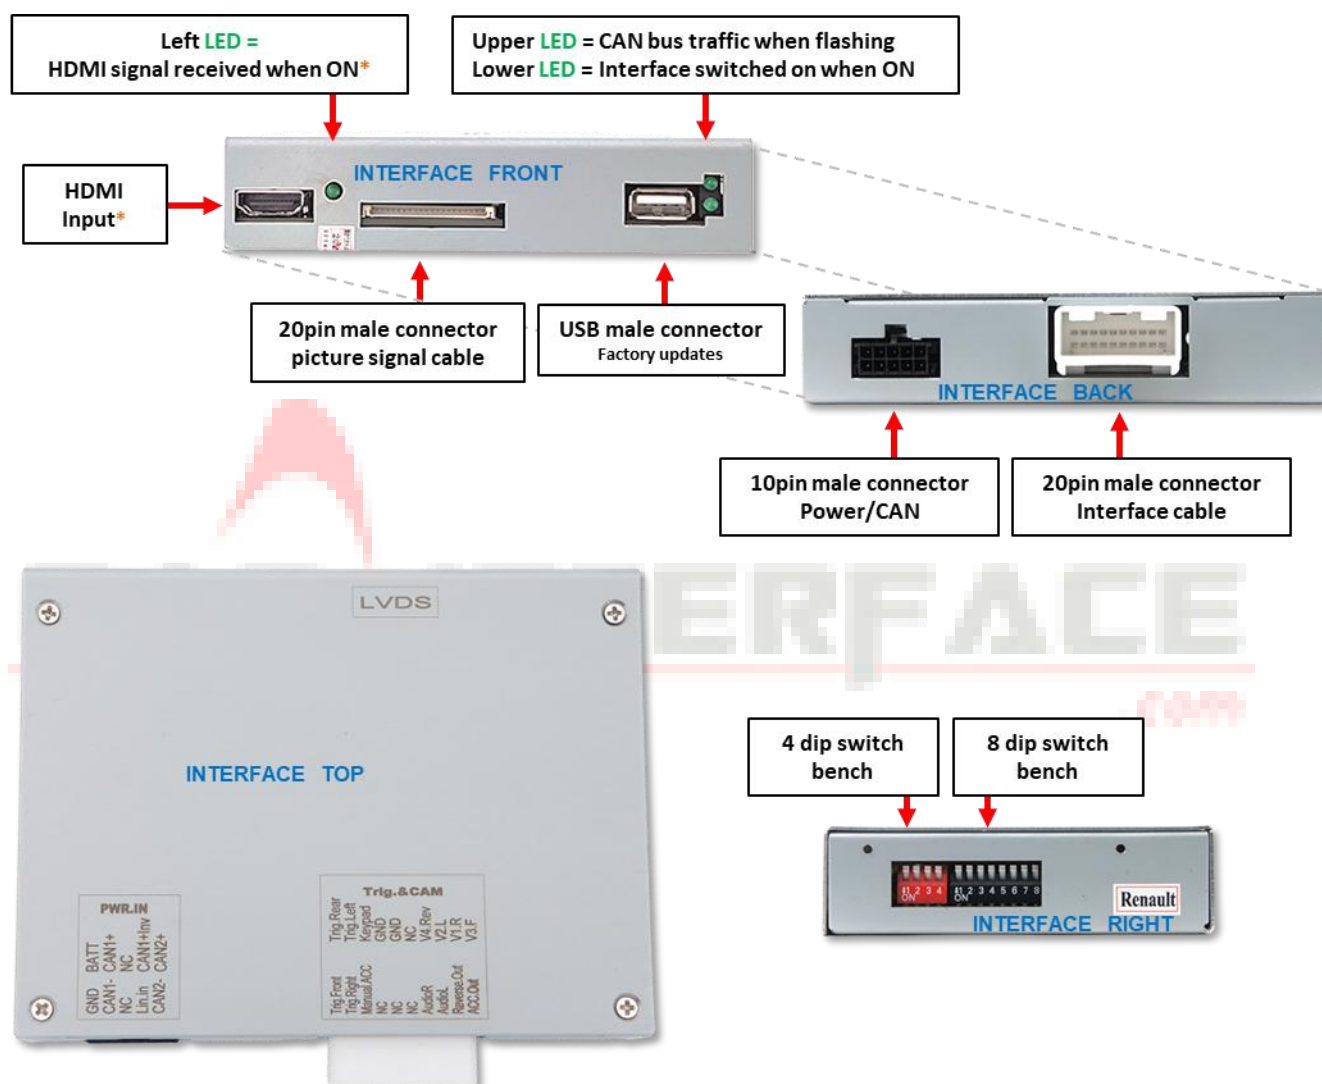 Left LED =
HDMI signal received when ON*
Upper LED = CAN bus traffic when flashing
Lower LED = Interface switched on when ON
INTERFACE FRONT
HDMI
Input*
20pin male connector
picture signal cable
USB male connector
Factory updates
INTERFACE BACK
10pin male connector
Power/CAN
20pin male connector
Interface cable
LVDS
ERFACE
.com
INTERFACE TOP
4 dip switch
bench
8 dip switch
bench
1 2 3 4
ON
1 2 3 4 5 6 7 8
ON
Renault
INTERFACE RIGHT
PWR.IN
GND BATT
CAN1- CAN1+
NC NC
Lin.in CAN1+Inv
CAN2- CAN2+
Trig.&CAM
Trig.Front Trig.Rear
Trig.Right Trig.Left
Manual.ACC Keypad
NC GND
NC GND
NC NC
AudioR V4.Rev
AudioL V2.L
Reverse.Out V1.R
ACC.Out V3.F